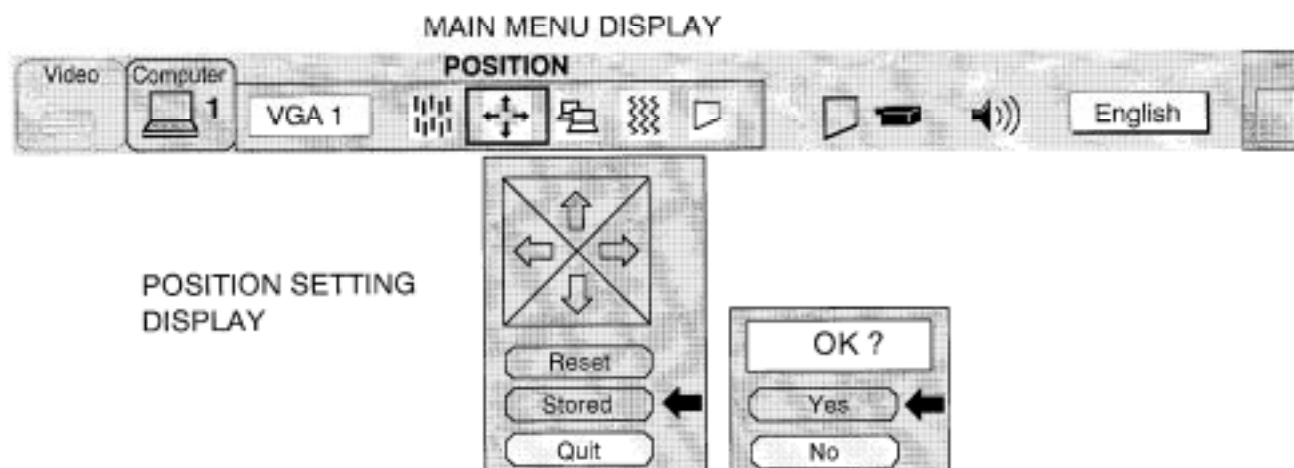 MAIN MENU DISPLAY
POSITION
Video
Computer
1
VGA 1
English
POSITION SETTING
DISPLAY
Reset
Stored
Quit
OK ?
Yes
No